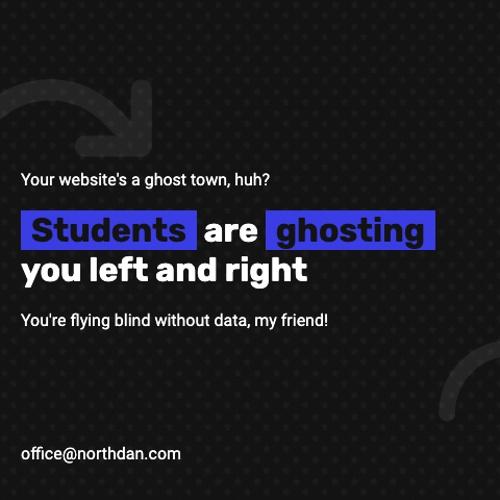 Your website's a ghost town, huh?
Students are ghosting
you left and right
You're flying blind without data, my friend!
office@northdan.com